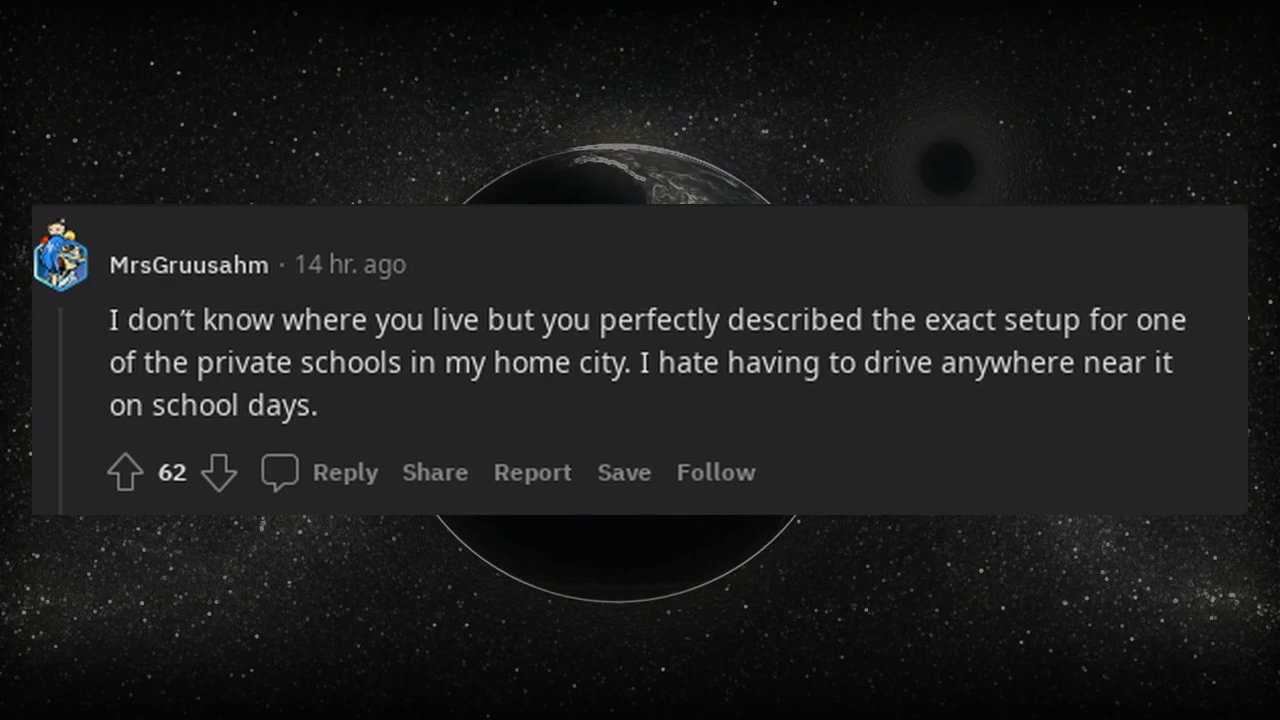 MrsGruusahm · 14 hr. ago
I don’t know where you live but you perfectly described the exact setup for one
of the private schools in my home city. I hate having to drive anywhere near it
on school days.
62 Reply Share Report Save Follow